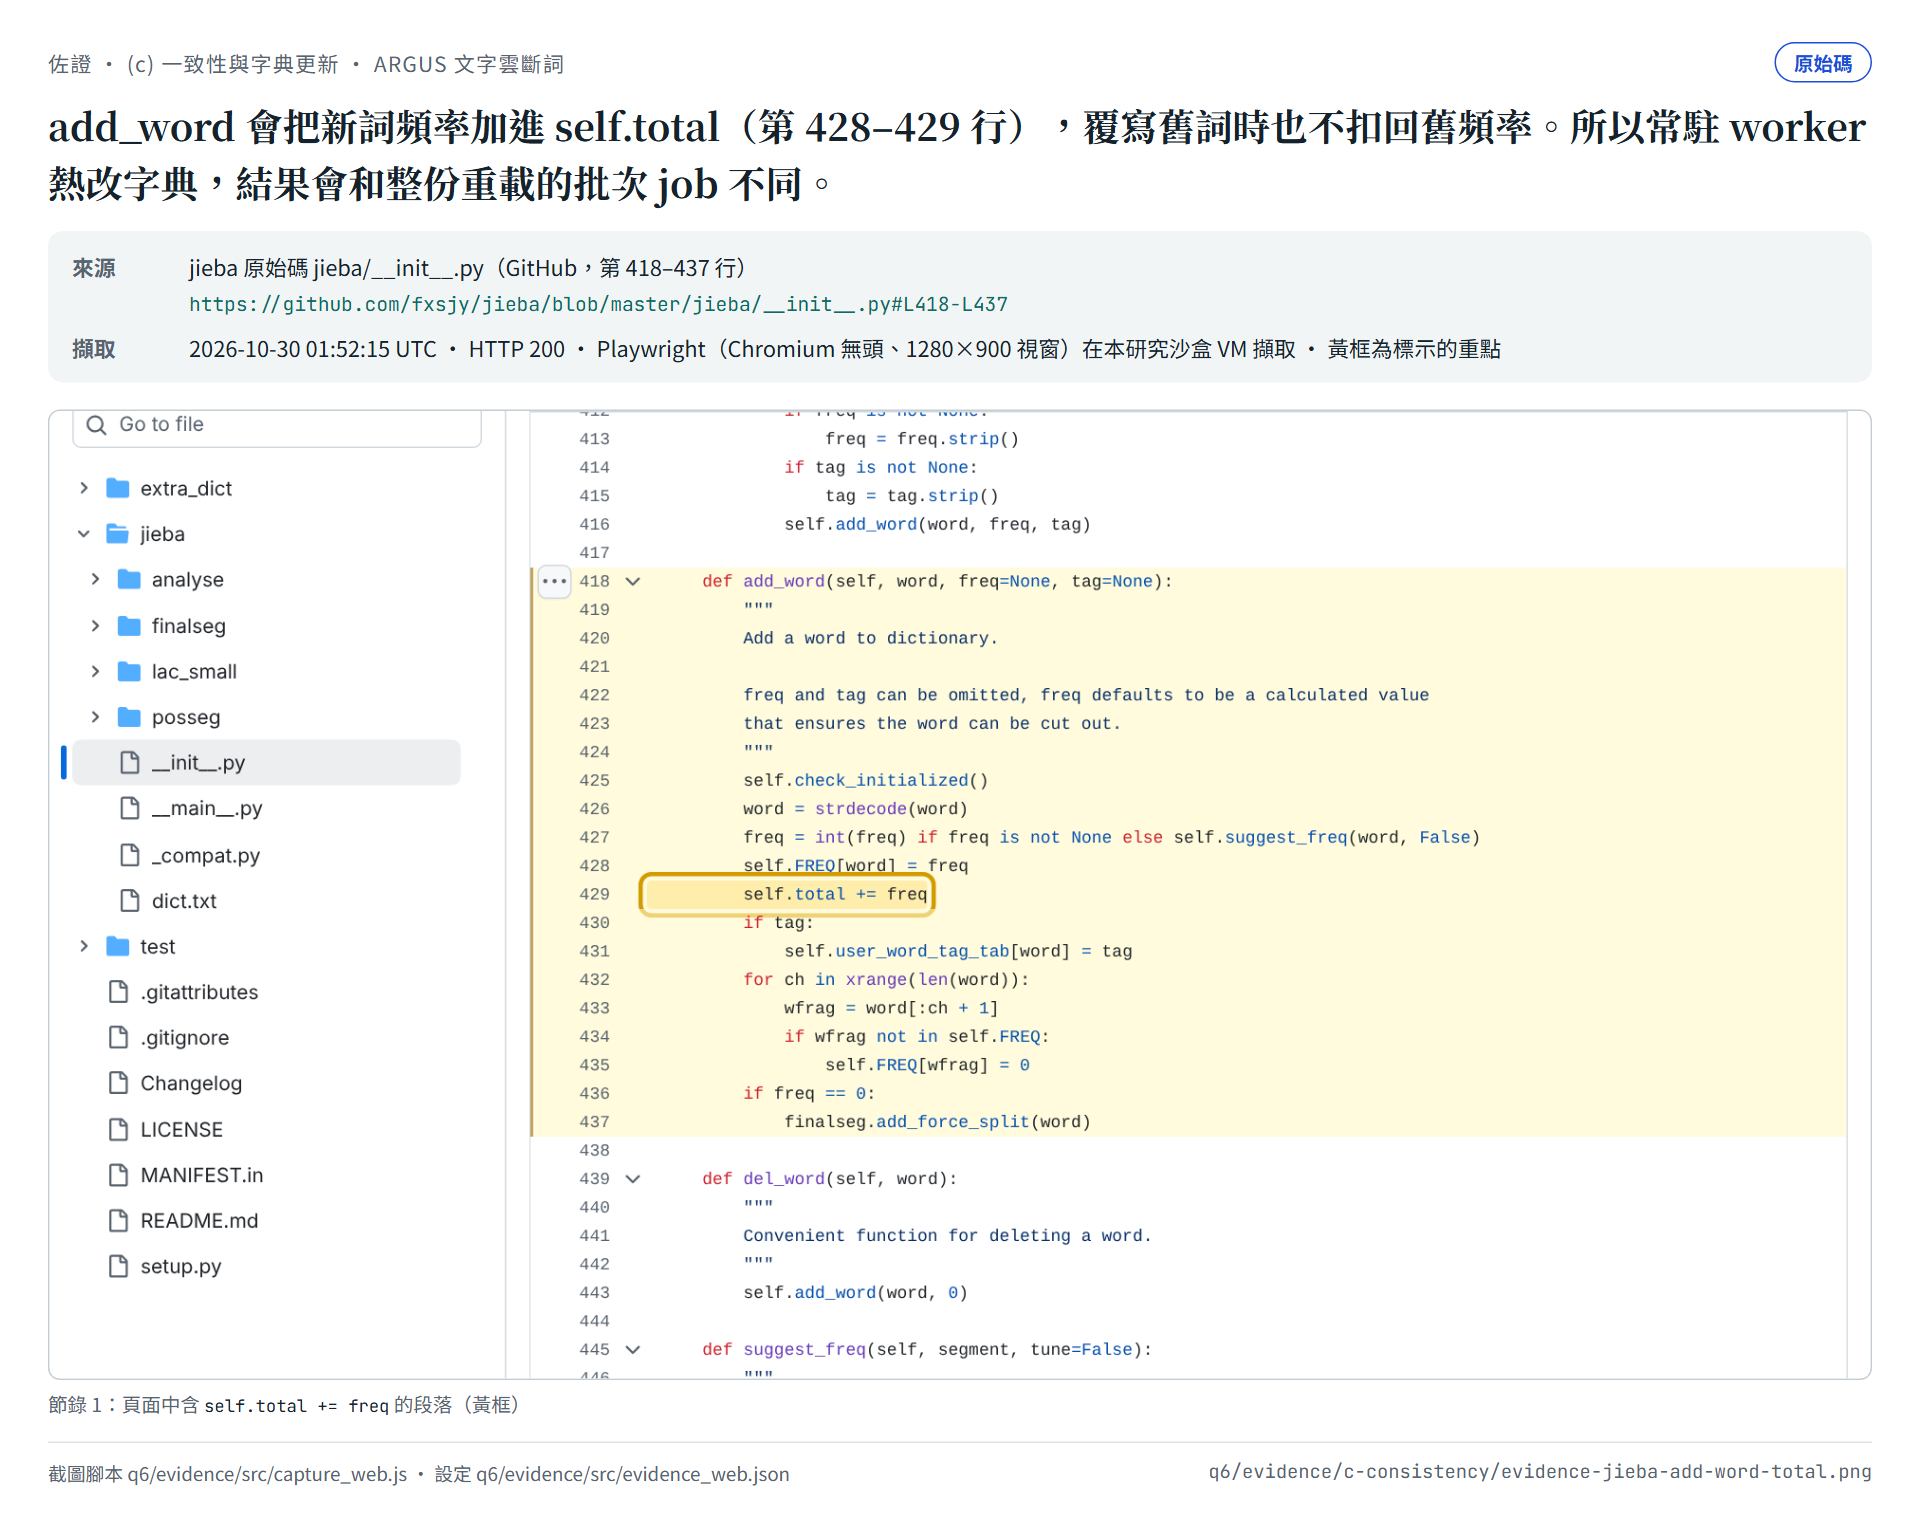 佐證 · (c) 一致性與字典更新 · ARGUS 文字雲斷詞
原始碼
add_word 會把新詞頻率加進 self.total（第 428–429 行），覆寫舊詞時也不扣回舊頻率。所以常駐 worker
熱改字典，結果會和整份重載的批次 job 不同。
來源 jieba 原始碼 jieba/__init__.py（GitHub，第 418–437 行）
https://github.com/fxsjy/jieba/blob/master/jieba/__init__.py#L418-L437
擷取 2026-10-30 01:52:15 UTC · HTTP 200 · Playwright（Chromium 無頭、1280×900 視窗）在本研究沙盒 VM 擷取 · 黃框為標示的重點
Go to file
extra_dict
jieba
analyse
finalseg
lac_small
posseg
__init__.py
__main__.py
_compat.py
dict.txt
test
.gitattributes
.gitignore
Changelog
LICENSE
MANIFEST.in
README.md
setup.py
412 if freq is not None:
413 freq = freq.strip()
414 if tag is not None:
415 tag = tag.strip()
416 self.add_word(word, freq, tag)
417
418 def add_word(self, word, freq=None, tag=None):
419 """
420 Add a word to dictionary.
421
422 freq and tag can be omitted, freq defaults to be a calculated value
423 that ensures the word can be cut out.
424 """
425 self.check_initialized()
426 word = strdecode(word)
427 freq = int(freq) if freq is not None else self.suggest_freq(word, False)
428 self.FREQ[word] = freq
429 self.total += freq
430 if tag:
431 self.user_word_tag_tab[word] = tag
432 for ch in xrange(len(word)):
433 wfrag = word[:ch + 1]
434 if wfrag not in self.FREQ:
435 self.FREQ[wfrag] = 0
436 if freq == 0:
437 finalseg.add_force_split(word)
438
439 def del_word(self, word):
440 """
441 Convenient function for deleting a word.
442 """
443 self.add_word(word, 0)
444
445 def suggest_freq(self, segment, tune=False):
446 """
節錄 1：頁面中含 self.total += freq 的段落（黃框）
截圖腳本 q6/evidence/src/capture_web.js · 設定 q6/evidence/src/evidence_web.json
q6/evidence/c-consistency/evidence-jieba-add-word-total.png